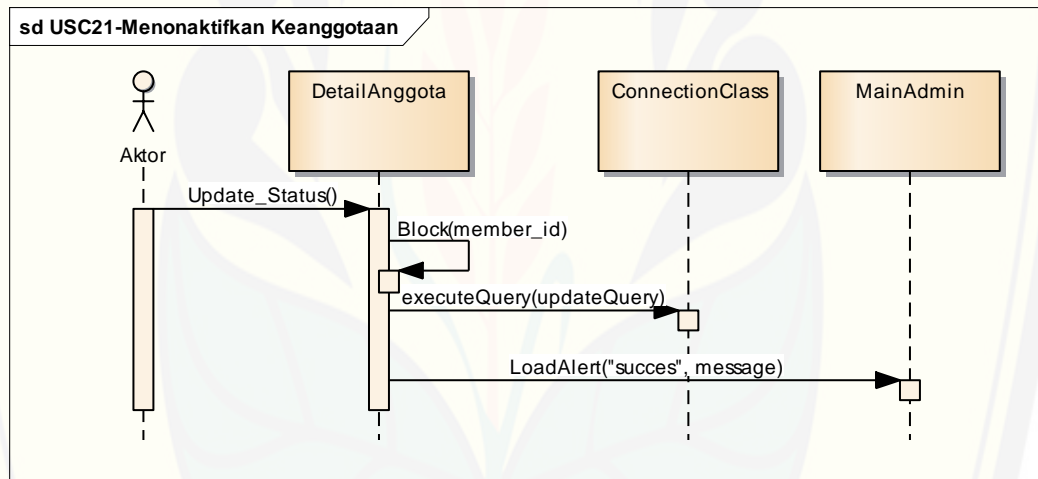 sd USC21-Menonaktifkan Keanggotaan
DetailAnggota
ConnectionClass
MainAdmin
Aktor
Update_Status()
Block(member_id)
executeQuery(updateQuery)
LoadAlert("succes", message)